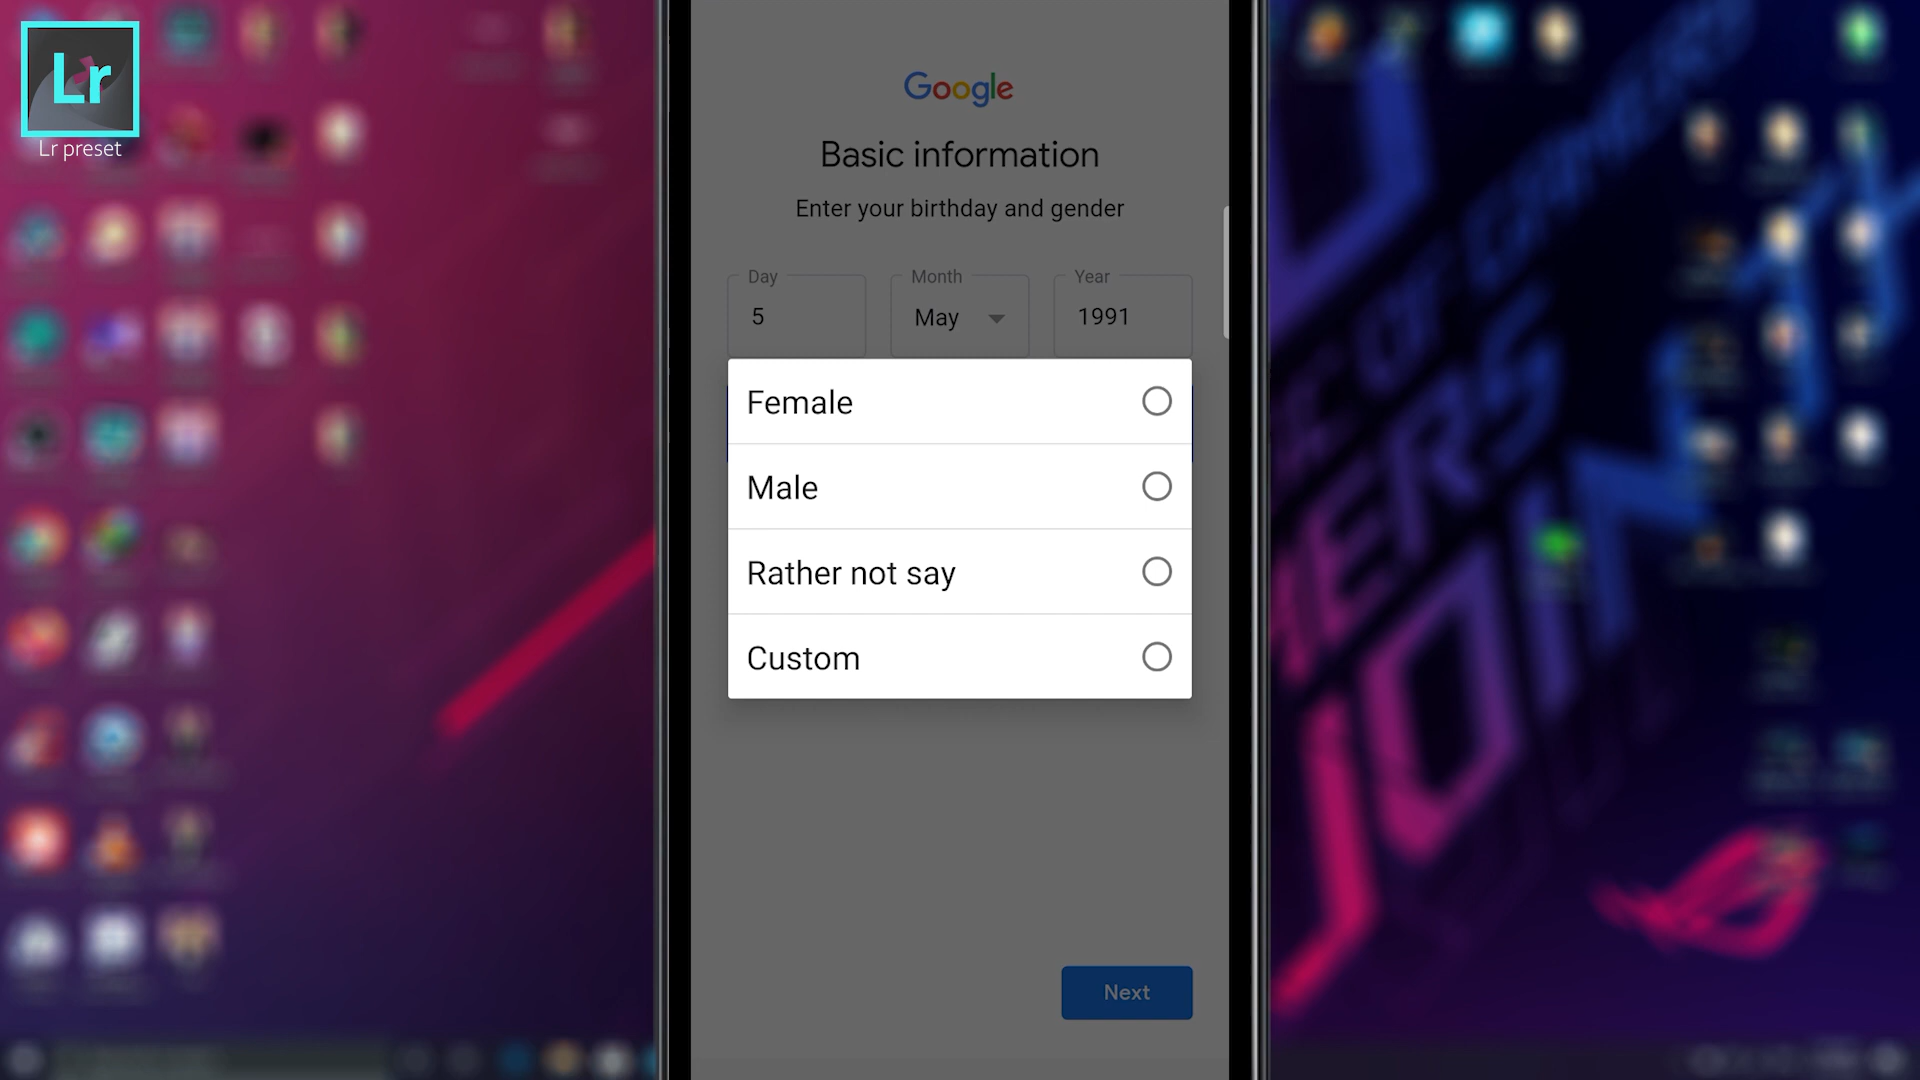 Lr
Lr preset
Google
Basic information
Enter your birthday and gender
Day
Month
Year
5
May
1991
Female
Male
Rather not say
Custom
Next